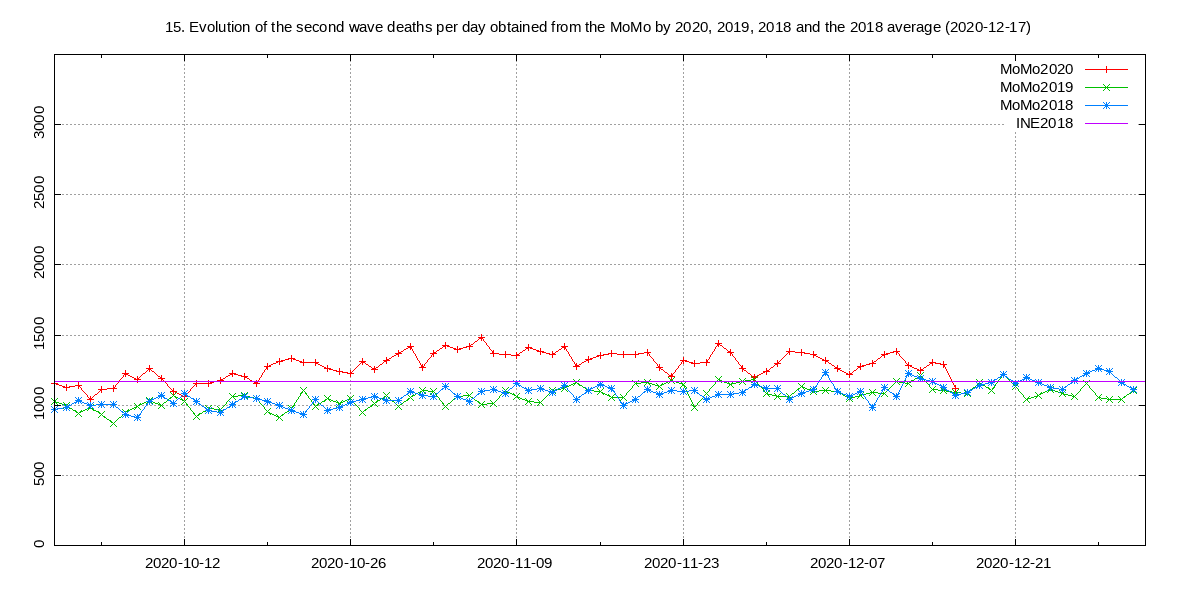 15. Evolution of the second wave deaths per day obtained from the MoMo by 2020, 2019, 2018 and the 2018 average (2020-12-17)
MoMo2020
MoMo2019
MoMo2018
INE2018
3000
2500
2000
1500
1000
500
0
2020-10-12 2020-10-26 2020-11-09 2020-11-23 2020-12-07 2020-12-21